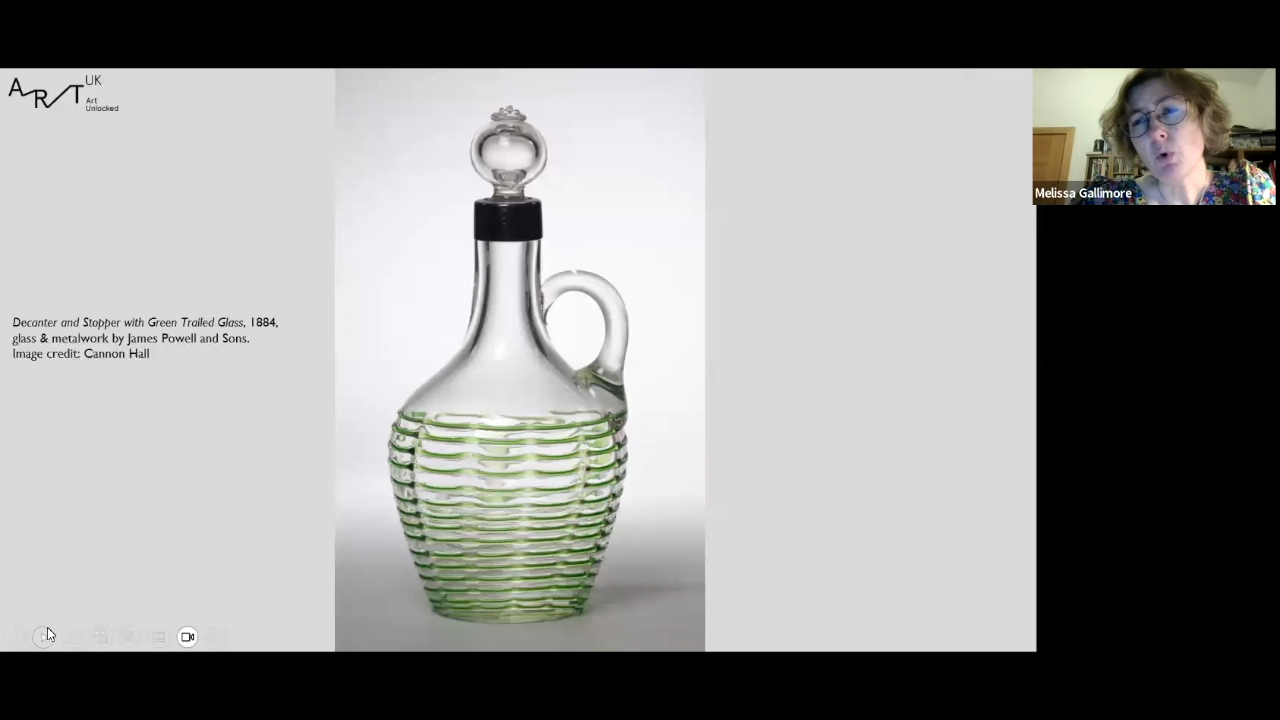 ART UK
Art
Unlocked
Decanter and Stopper with Green Trailed Glass, 1884,
glass & metalwork by James Powell and Sons.
Image credit: Cannon Hall
Melissa Gallimore